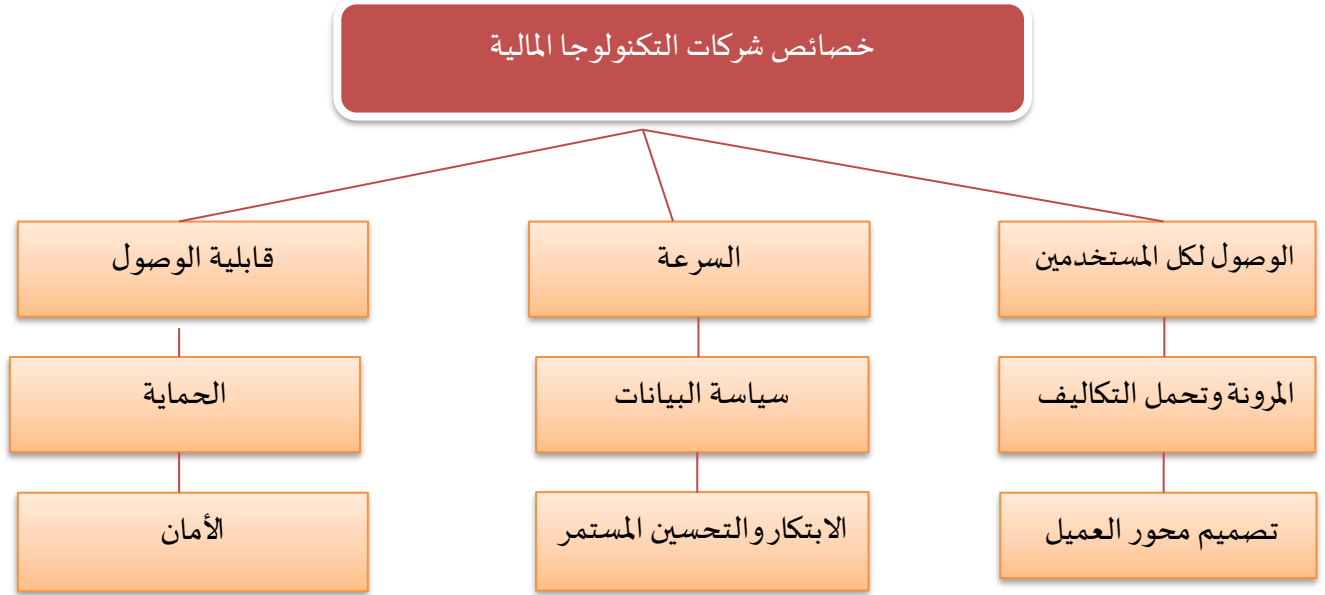 خصائص شركات التكنولوجا المالية
الوصول لكل المستخدمين
السرعة
قابلية الوصول
المرونة وتحمل التكاليف
سياسة البيانات
الحماية
تصميم محور العميل
الابتكار والتحسين المستمر
الأمان